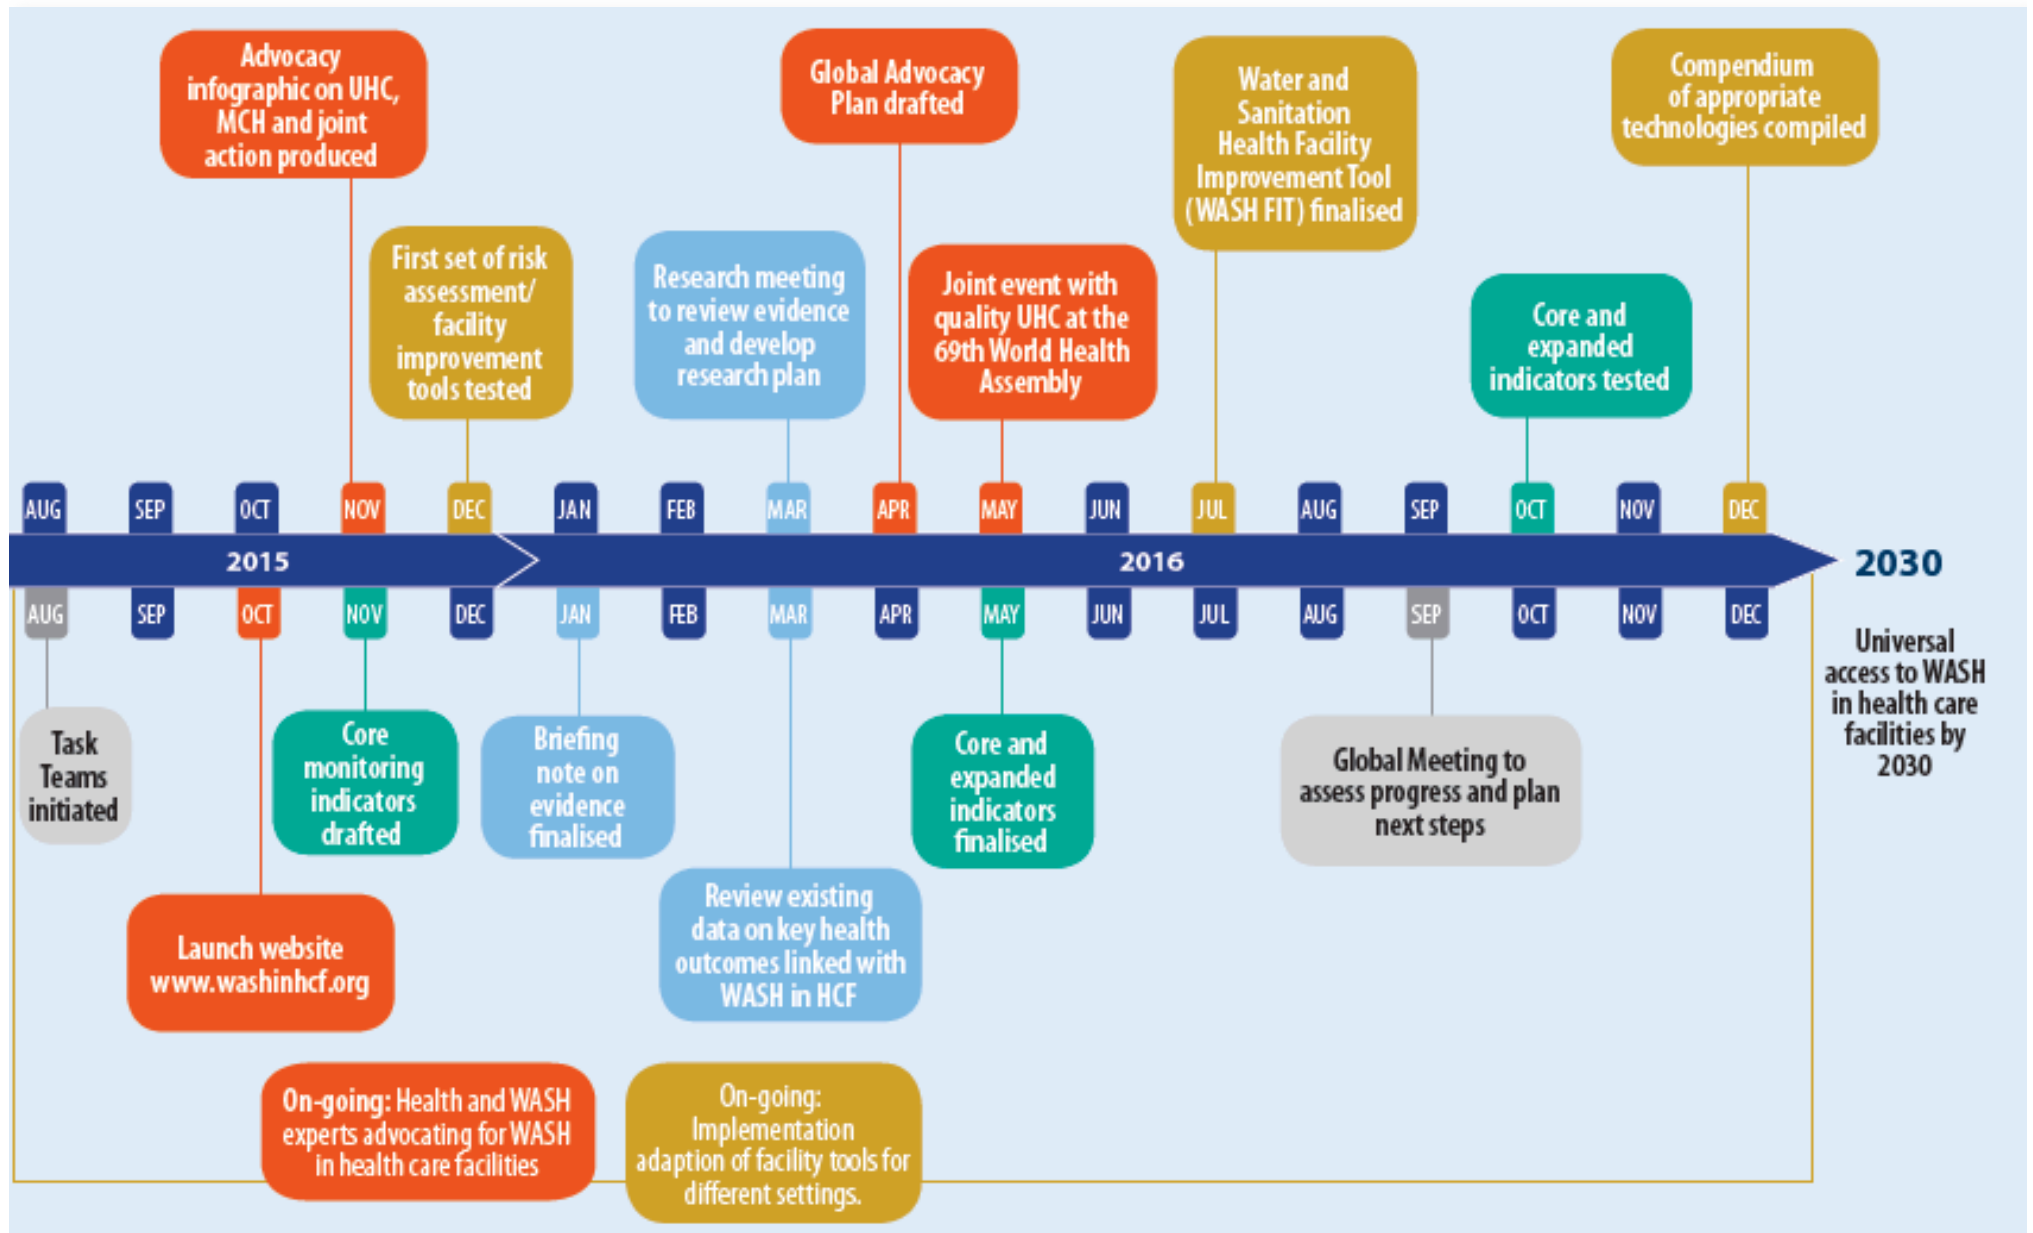 Advocacy
infographic on UHC,
MCH and joint
action produced
First set of risk
assessment/
facility
improvement
tools tested
Research meeting
to review evidence
and develop
research plan
Global Advocacy
Plan drafted
Joint event with
quality UHC at the
69th World Health
Assembly
Water and
Sanitation
Health Facility
Improvement Tool
(WASH FIT) finalised
Core and
expanded
indicators tested
Compendium
of appropriate
technologies compiled
AUG SEP OCT NOV DEC JAN FEB MAR APR MAY JUN JUL AUG SEP OCT NOV DEC
2015 2016 2030
AUG SEP OCT NOV DEC JAN FEB MAR APR MAY JUN JUL AUG SEP OCT NOV DEC
Universal
access to WASH
in health care
facilities by
2030
Task
Teams
initiated
Launch website
www.washinhcf.org
Core
monitoring
indicators
drafted
Briefing
note on
evidence
finalised
Review existing
data on key health
outcomes linked with
WASH in HCF
Core and
expanded
indicators
finalised
Global Meeting to
assess progress and plan
next steps
On-going: Health and WASH
experts advocating for WASH
in health care facilities
On-going:
Implementation
adaption of facility tools for
different settings.